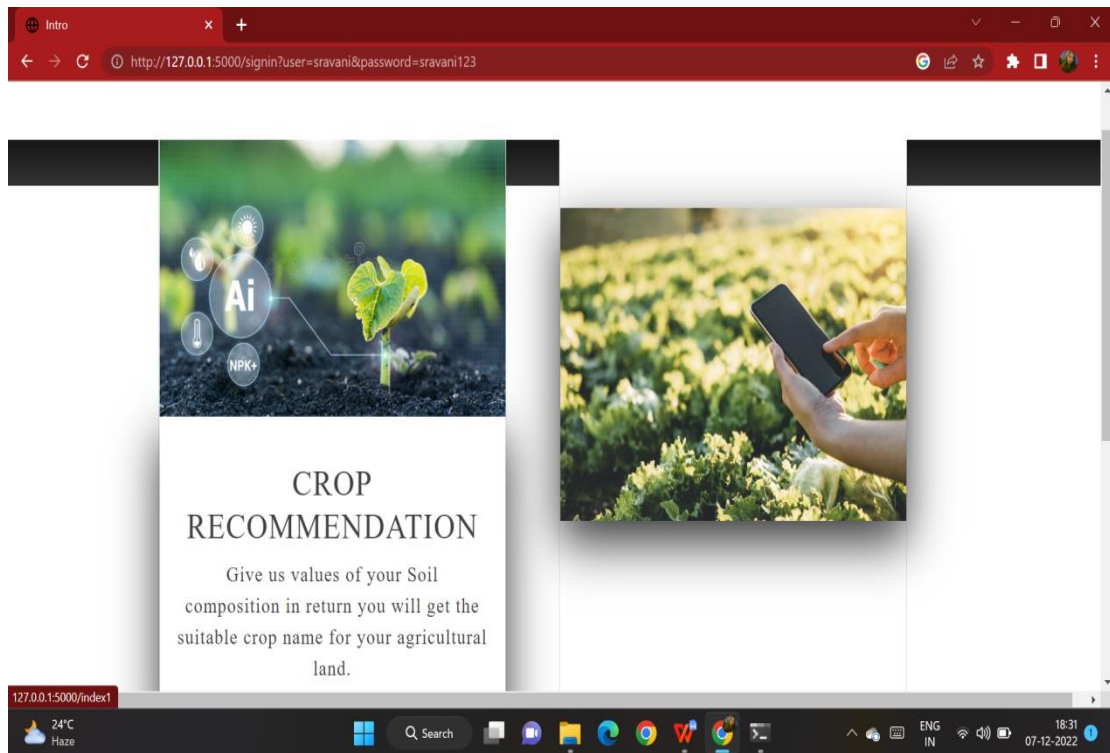 Intro
http://127.0.0.1:5000/signin?user=sravani&password=sravani123
Ai
NPK+
CROP
RECOMMENDATION
Give us values of your Soil
composition in return you will get the
suitable crop name for your agricultural
land.
127.0.0.1:5000/index1
24°C
Haze
Search
ENG
IN
18:31
07-12-2022
1